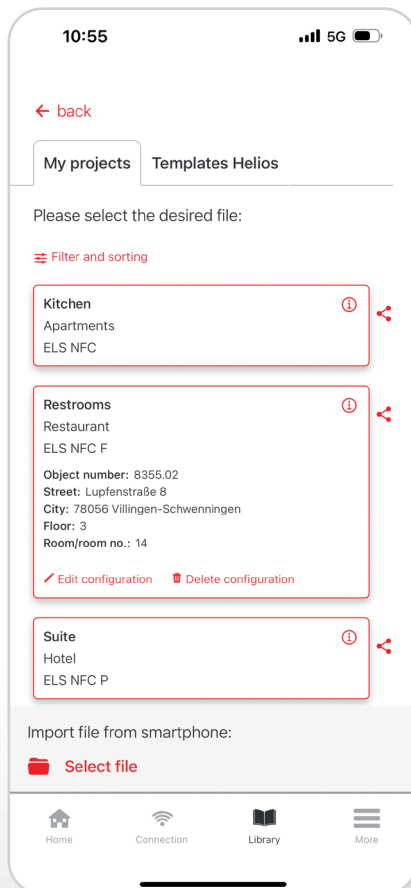 10:55 5G
← back
My projects Templates Helios
Please select the desired file:
Filter and sorting
Kitchen
Apartments
ELS NFC
Restrooms
Restaurant
ELS NFC F
Object number: 8355.02
Street: Lupfenstraße 8
City: 78056 Villingen-Schwenningen
Floor: 3
Room/room no.: 14
Edit configuration Delete configuration
Suite
Hotel
ELS NFC P
Import file from smartphone:
Select file
Home Connection Library More